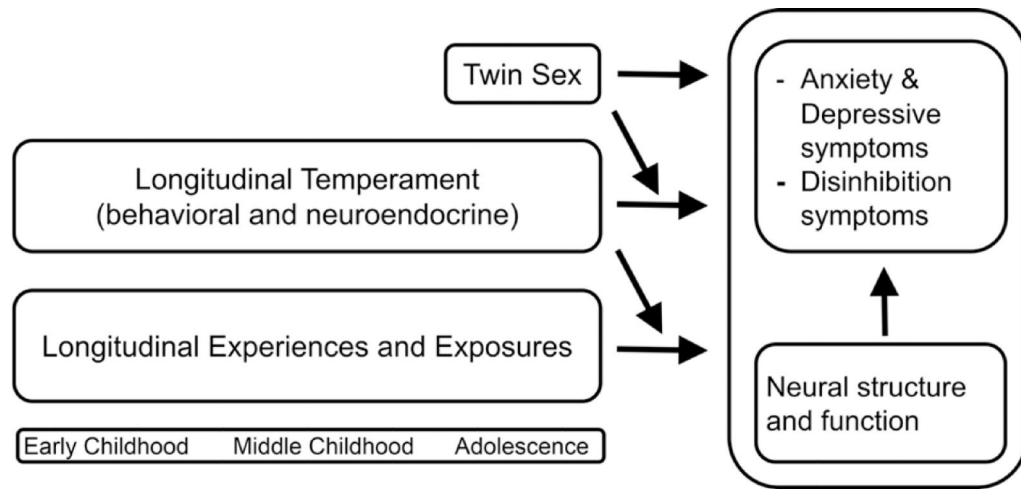 Twin Sex
Longitudinal Temperament
(behavioral and neuroendocrine)
Longitudinal Experiences and Exposures
Early Childhood Middle Childhood Adolescence
- Anxiety &
Depressive
symptoms
- Disinhibition
symptoms
Neural structure
and function